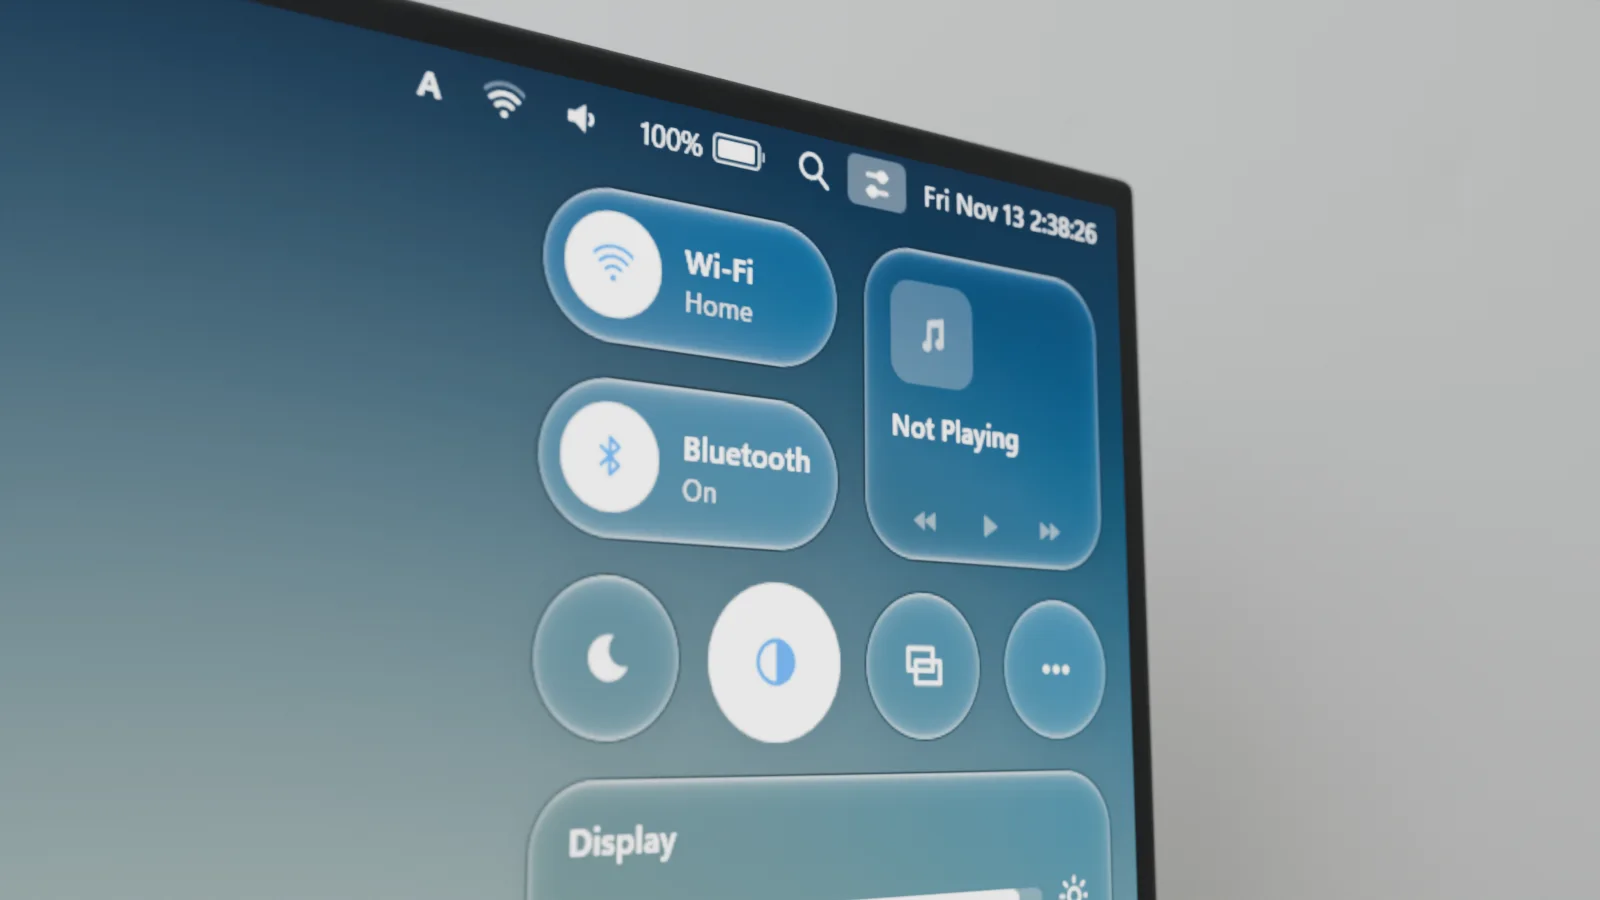 A
100%
Fri Nov 13 2:38:26
Wi-Fi
Home
Not Playing
Bluetooth
On
Display